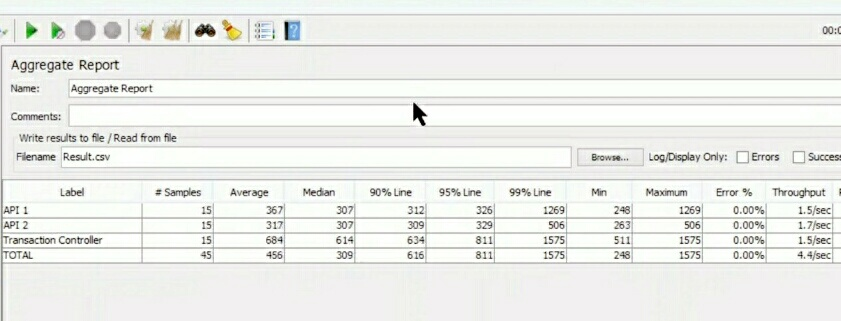 00:0
Aggregate Report
Name: Aggregate Report
Comments:
Write results to file / Read from file
Filename Result.csv Browse... Log/Display Only: Errors Success
Label # Samples Average Median 90% Line 95% Line 99% Line Min Maximum Error % Throughput
API 1 15 367 307 312 326 1269 248 1269 0.00% 1.5/sec
API 2 15 317 307 309 329 506 263 506 0.00% 1.7/sec
Transaction Controller 15 684 614 634 811 1575 511 1575 0.00% 1.5/sec
TOTAL 45 456 309 616 811 1575 248 1575 0.00% 4.4/sec